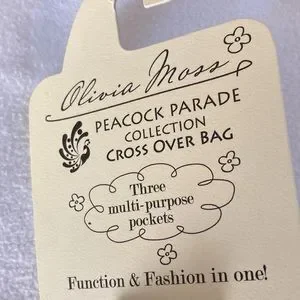 Olivia Moss
PEACOCK PARADE
COLLECTION
CROSS OVER BAG
Three
multi-purpose
pockets
Function & Fashion in one!